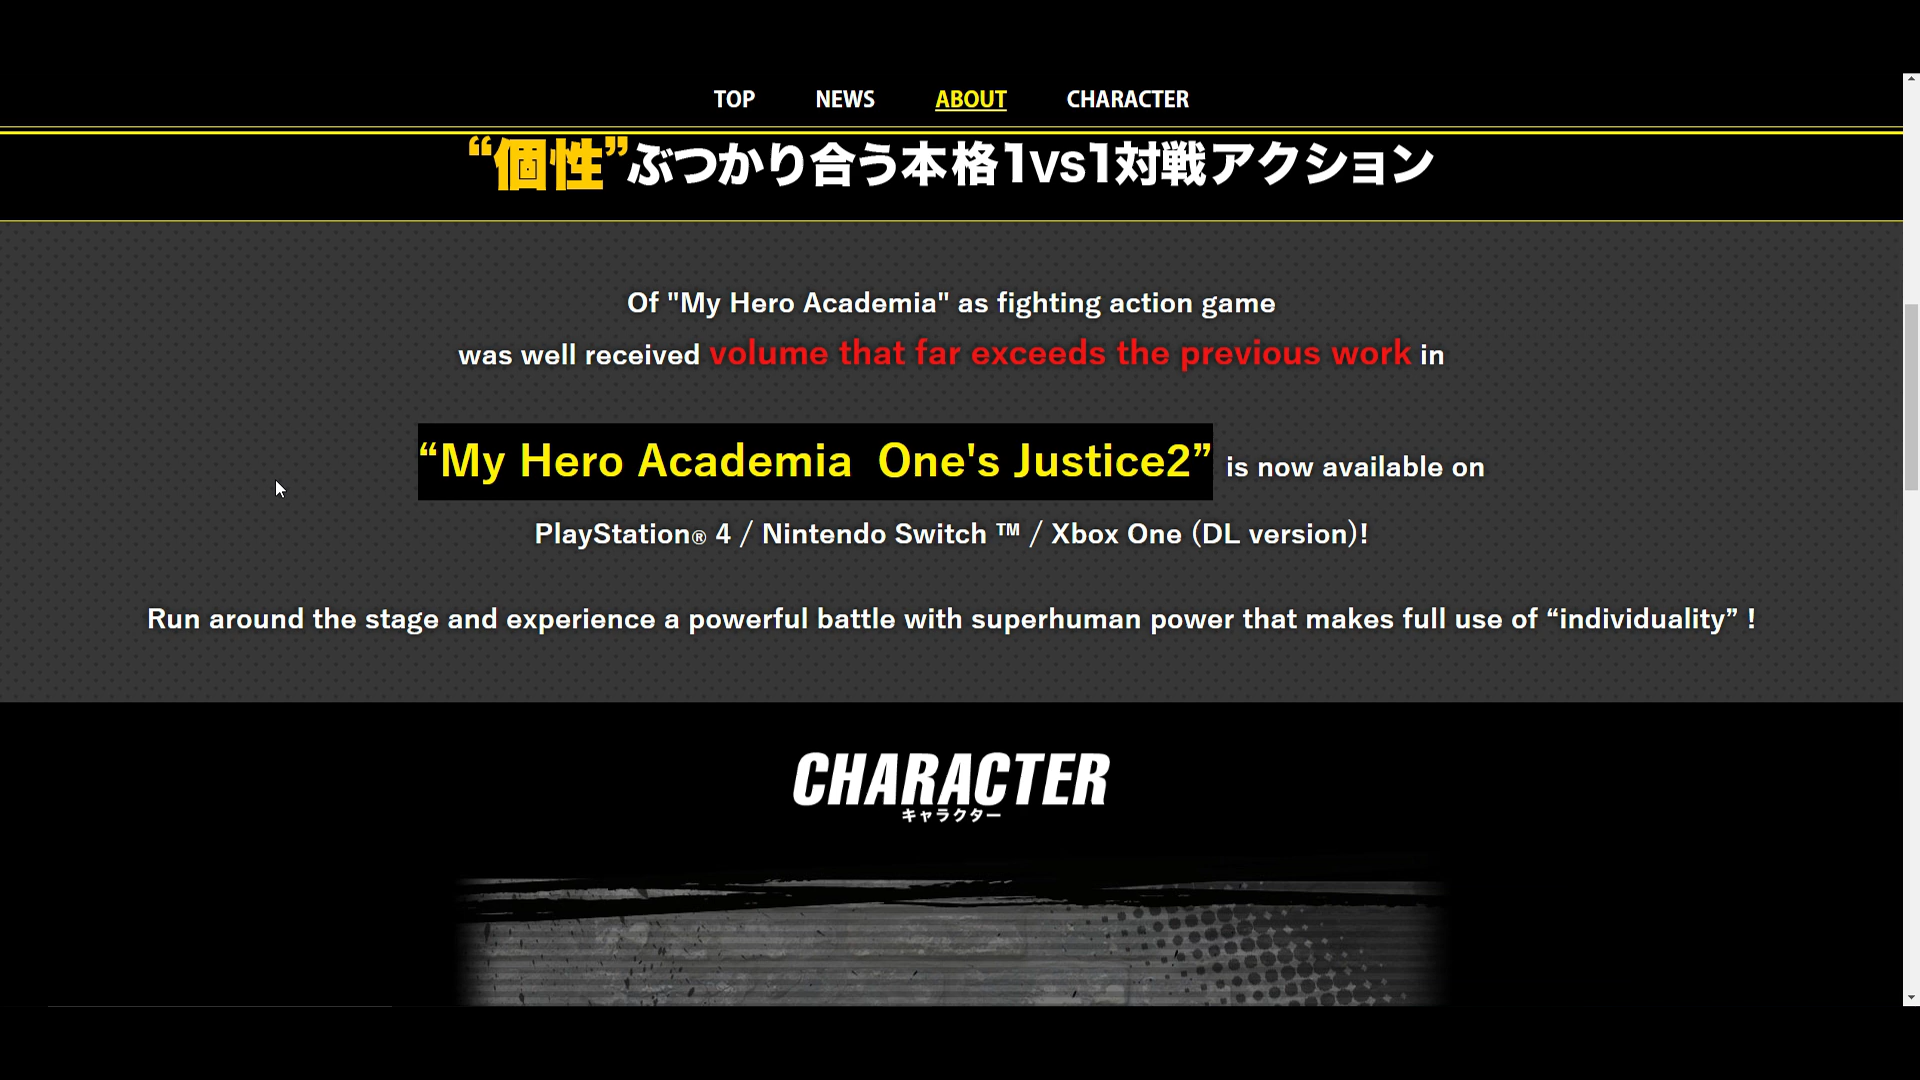 TOP NEWS ABOUT CHARACTER
“個性”ぶつかり合う本格1VS1対戦アクション
Of "My Hero Academia" as fighting action game
was well received volume that far exceeds the previous work in
“My Hero Academia One's Justice2” is now available on
PlayStation® 4 / Nintendo Switch ™ / Xbox One (DL version)!
Run around the stage and experience a powerful battle with superhuman power that makes full use of “individuality” !
CHARACTER
キャラクター